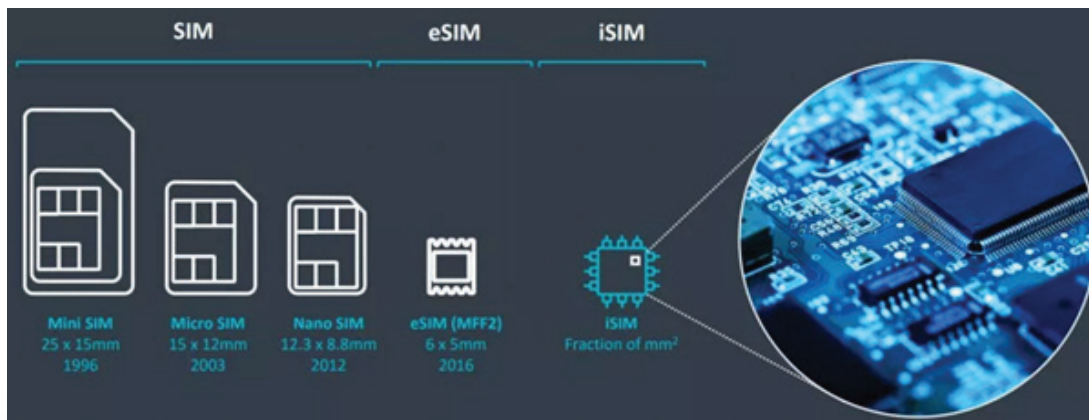 SIM
eSIM
iSIM
Mini SIM
25 x 15mm
1996
Micro SIM
15 x 12mm
2003
Nano SIM
12.3 x 8.8mm
2012
eSIM (MFF2)
6 x 5mm
2016
iSIM
Fraction of mm²
TP18